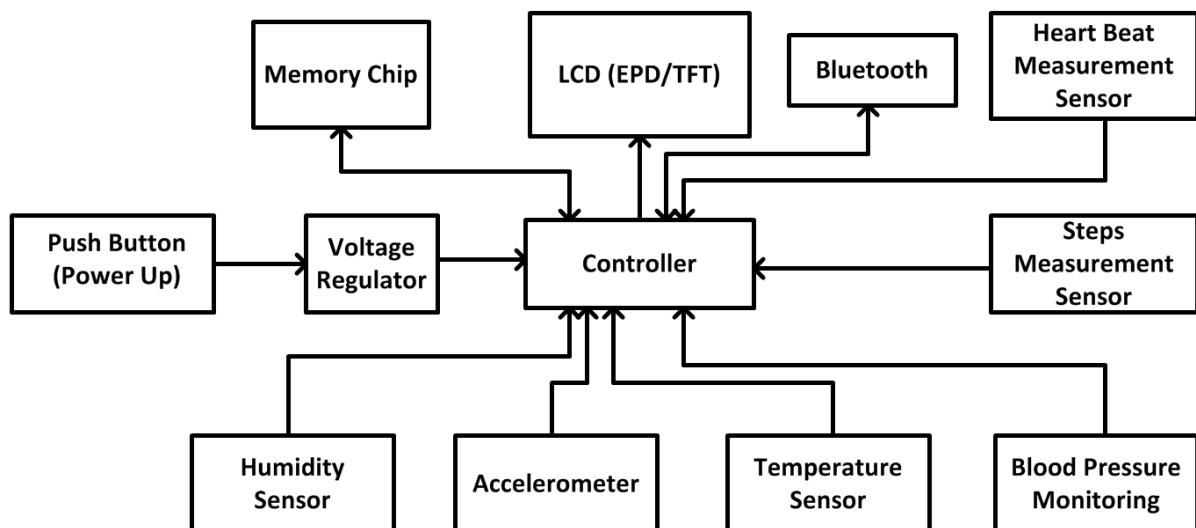 Memory Chip
LCD (EPD/TFT)
Bluetooth
Heart Beat
Measurement
Sensor
Push Button
(Power Up)
Voltage
Regulator
Controller
Steps
Measurement
Sensor
Humidity
Sensor
Accelerometer
Temperature
Sensor
Blood Pressure
Monitoring